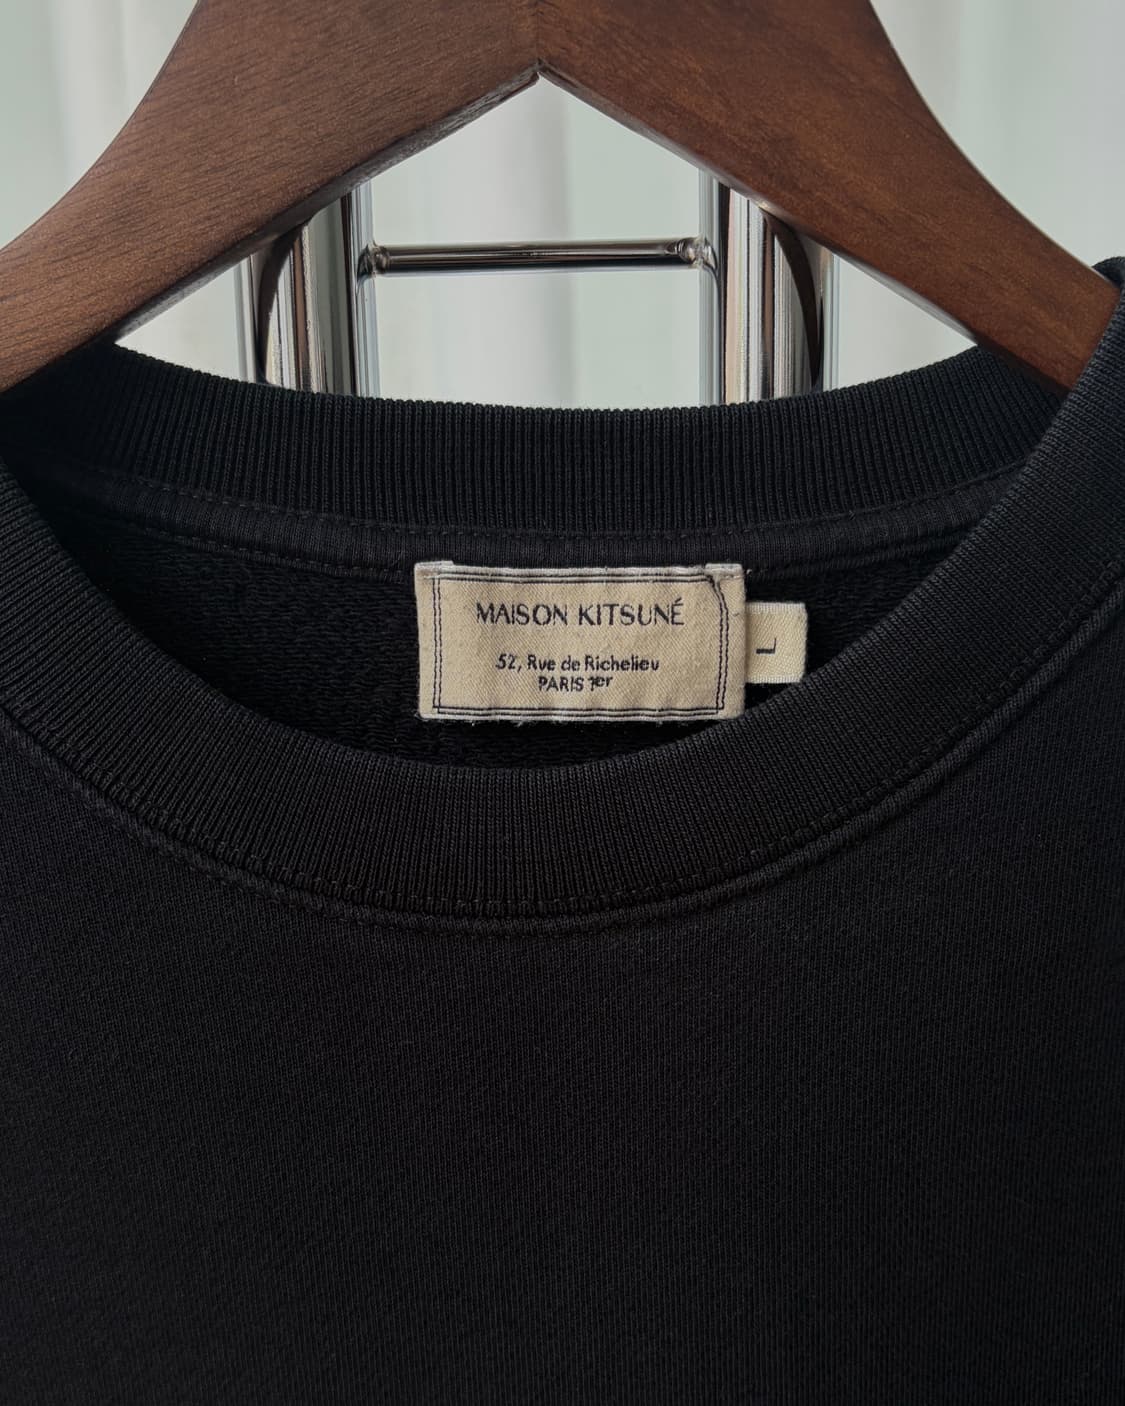 MAISON KITSUNÉ
52, Rue de Richelieu
PARIS 1er
L